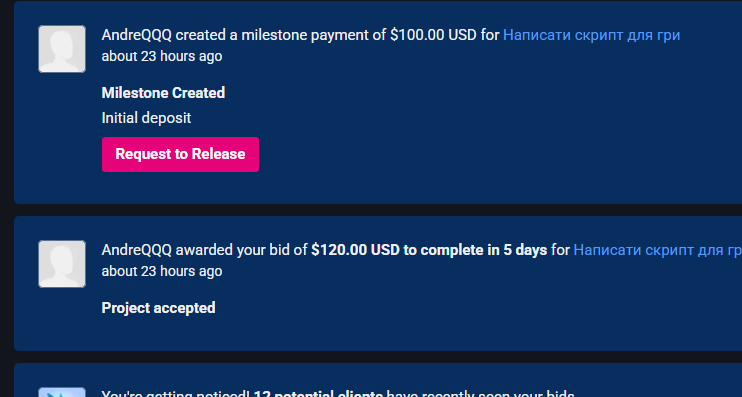 AndreQQQ created a milestone payment of $100.00 USD for Написати скрипт для гри
about 23 hours ago
Milestone Created
Initial deposit
Request to Release
AndreQQQ awarded your bid of $120.00 USD to complete in 5 days for Написати скрипт для гр
about 23 hours ago
Project accepted
You're getting noticed! 12 potential clients have recently seen your bids